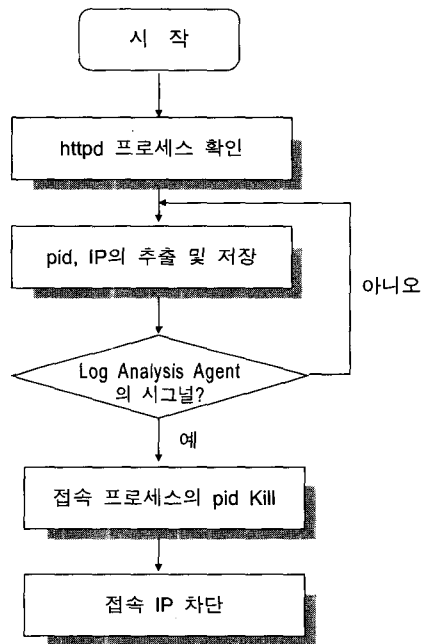 시 작
httpd 프로세스 확인
pid, IP의 추출 및 저장
아니오
Log Analysis Agent
의 시그널?
예
접속 프로세스의 pid Kill
접속 IP 차단